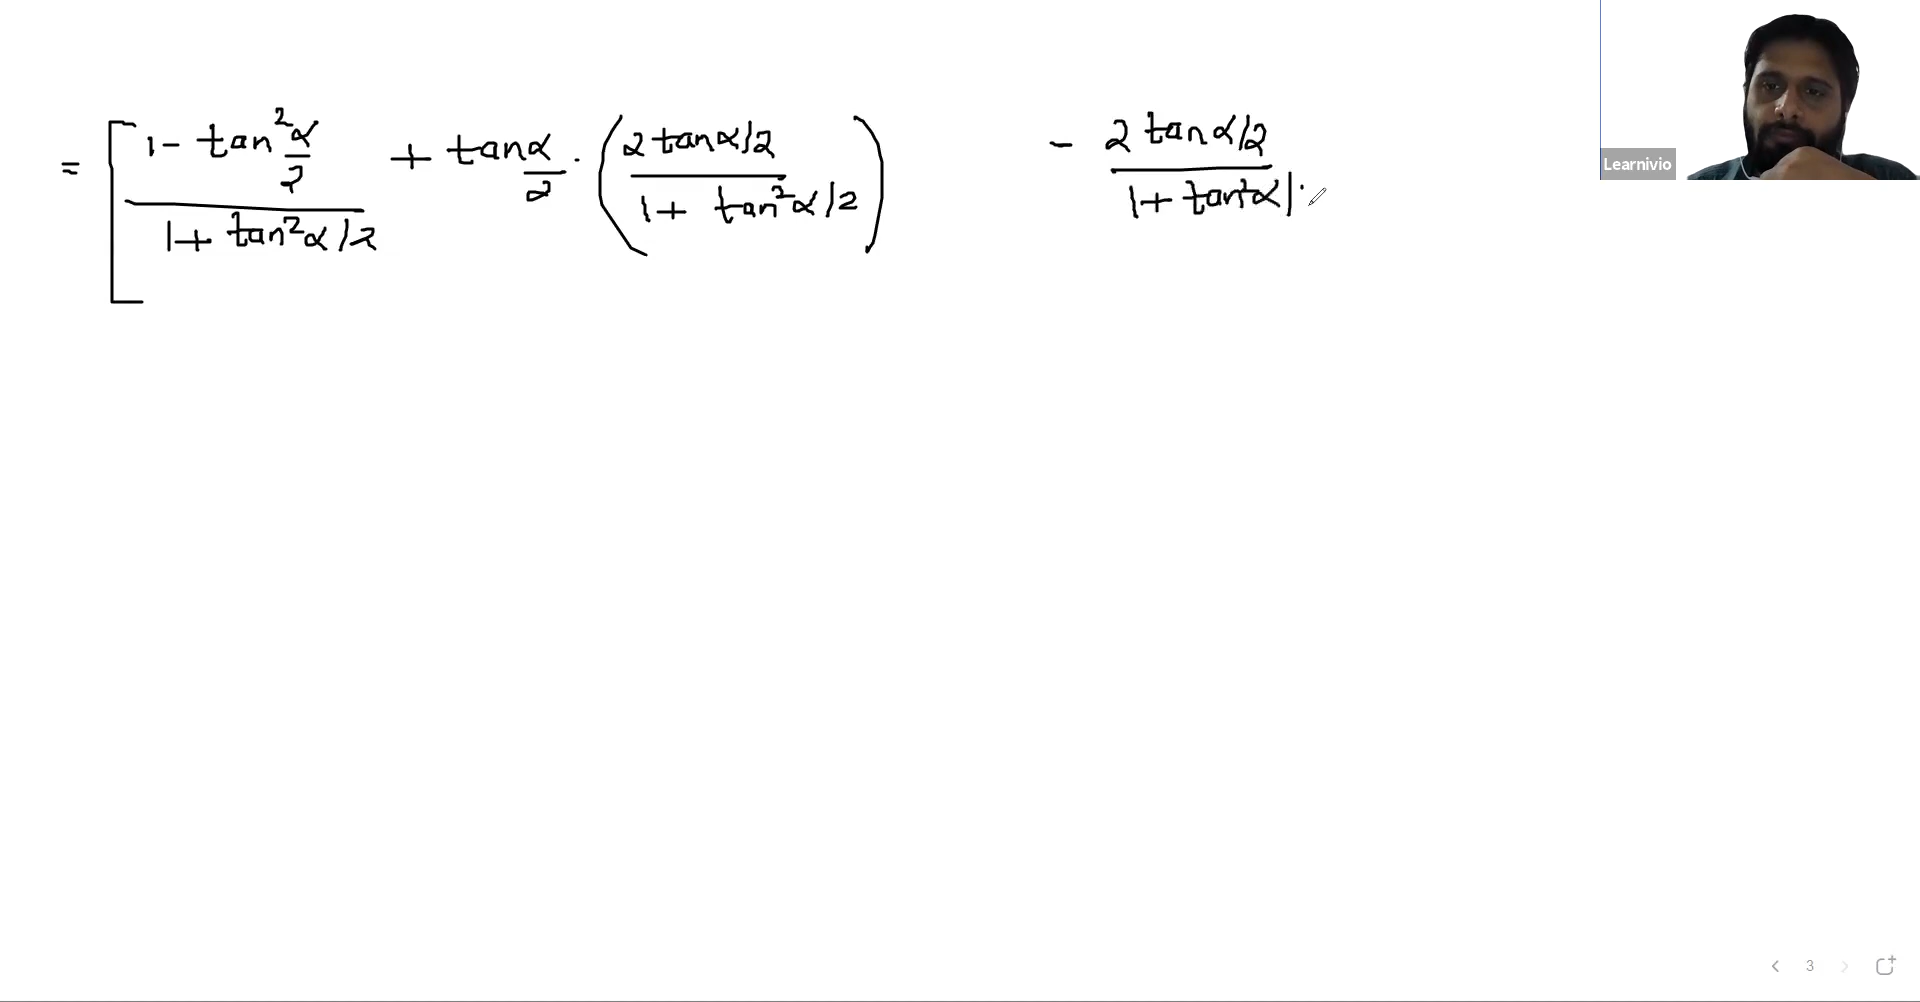 = [ (1 - tan²α/2)/(1 + tan²α/2) + tan α/2 · ( (2 tan α/2)/(1 + tan²α/2) ) - (2 tan α/2)/(1 + tan²α/
Learnivio
3